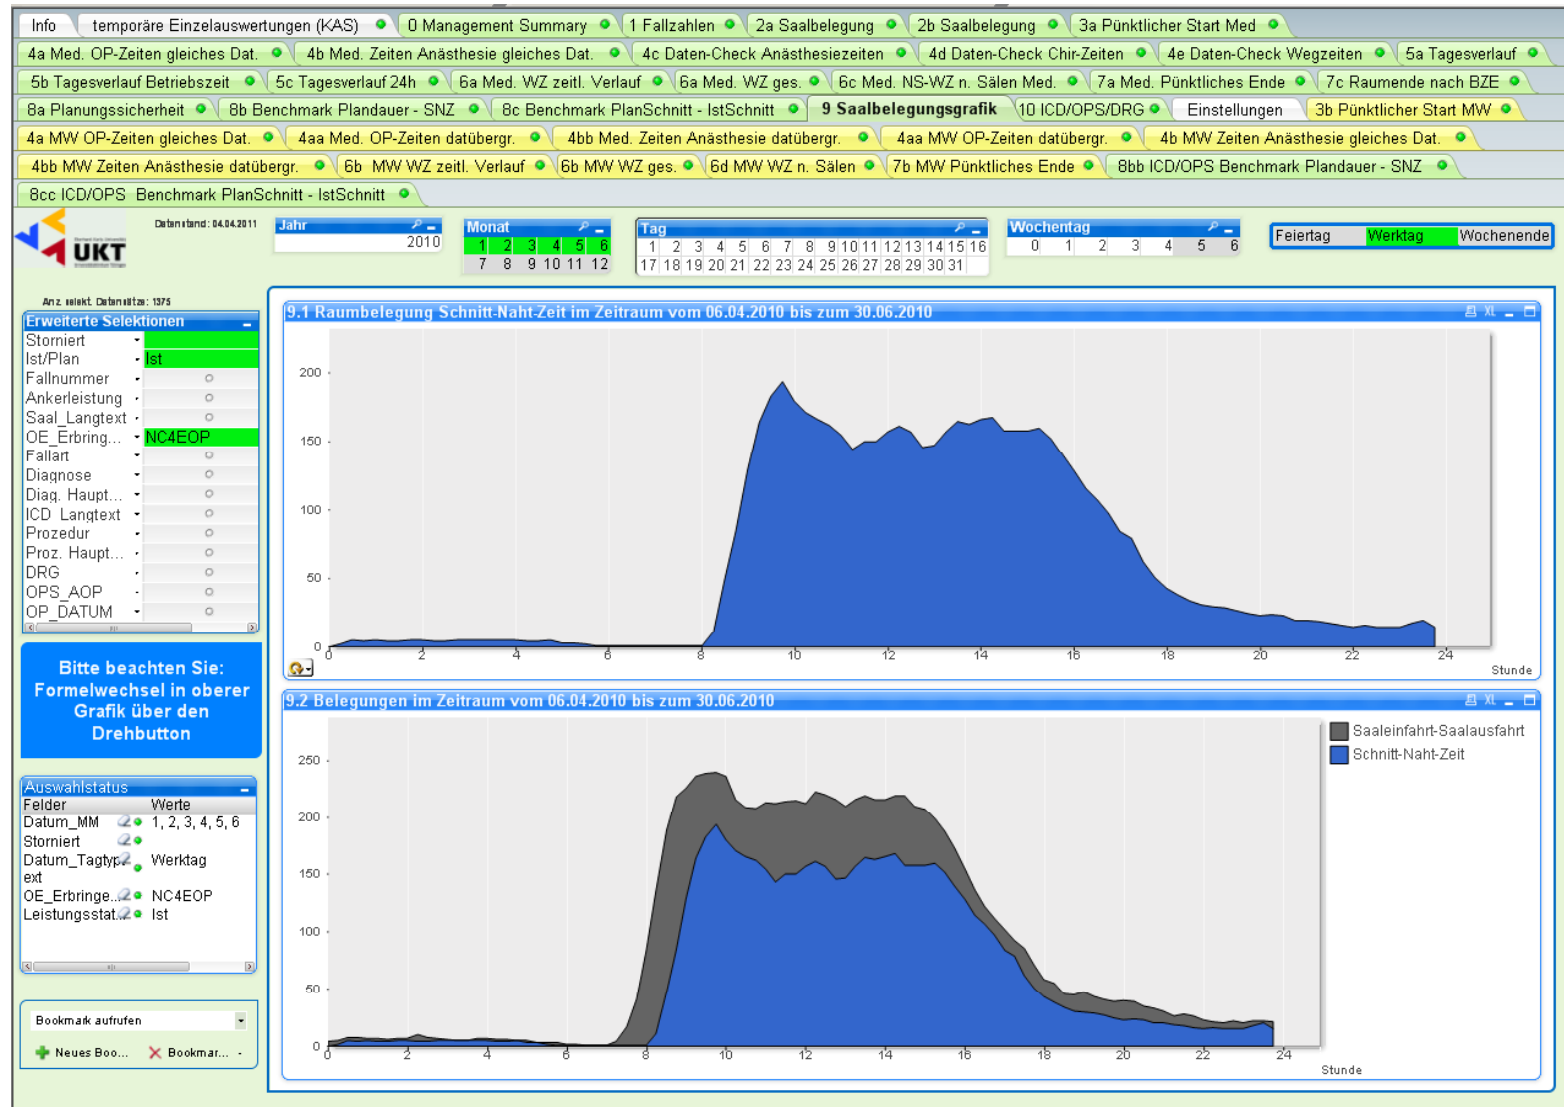 Info temporäre Einzelauswertungen (KAS) 0 Management Summary 1 Fallzahlen 2a Saalbelegung 2b Saalbelegung 3a Pünktlicher Start Med
4a Med. OP-Zeiten gleiches Dat. 4b Med. Zeiten Anästhesie gleiches Dat. 4c Daten-Check Anästhesiezeiten 4d Daten-Check Chir-Zeiten 4e Daten-Check Wegzeiten 5a Tagesverlauf
5b Tagesverlauf Betriebszeit 5c Tagesverlauf 24h 6a Med. WZ zeitl. Verlauf 6a Med. WZ ges. 6c Med. NS-WZ n. Sälen Med. 7a Med. Pünktliches Ende 7c Raumende nach BZE
8a Planungssicherheit 8b Benchmark Plandauer - SNZ 8c Benchmark PlanSchnitt - IstSchnitt 9 Saalbelegungsgrafik 10 ICD/OPS/DRG Einstellungen 3b Pünktlicher Start MW
4a MW OP-Zeiten gleiches Dat. 4aa Med. OP-Zeiten datübergr. 4bb Med. Zeiten Anästhesie datübergr. 4aa MW OP-Zeiten datübergr. 4b MW Zeiten Anästhesie gleiches Dat.
4bb MW Zeiten Anästhesie datübergr. 6b MW WZ zeitl. Verlauf 6b MW WZ ges. 6d MW WZ n. Sälen 7b MW Pünktliches Ende 8bb ICD/OPS Benchmark Plandauer - SNZ
8cc ICD/OPS Benchmark PlanSchnitt - IstSchnitt
UKT
Datenstand: 04.04.2011
Jahr
2010
Monat
1 2 3 4 5 6
7 8 9 10 11 12
Tag
1 2 3 4 5 6 7 8 9 10 11 12 13 14 15 16
17 18 19 20 21 22 23 24 25 26 27 28 29 30 31
Wochentag
0 1 2 3 4 5 6
Feiertag Werktag Wochenende
Anz. selekt. Datensätze: 1375
Erweiterte Selektionen
Storniert
Ist/Plan Ist
Fallnummer
Ankerleistung
Saal_Langtext
OE_Erbring... NC4EOP
Fallart
Diagnose
Diag. Haupt...
ICD Langtext
Prozedur
Proz. Haupt...
DRG
OPS_AOP
OP_DATUM
Bitte beachten Sie:
Formelwechsel in oberer
Grafik über den
Drehbutton
Auswahlstatus
Felder Werte
Datum_MM 1, 2, 3, 4, 5, 6
Storniert
Datum_Tagtyp Werktag
ext
OE_Erbringe... NC4EOP
Leistungsstat... Ist
Bookmark aufrufen
Neues Boo... Bookmar...
9.1 Raumbelegung Schnitt-Naht-Zeit im Zeitraum vom 06.04.2010 bis zum 30.06.2010
XL
200
150
100
50
0
0 2 4 6 8 10 12 14 16 18 20 22 24
Stunde
9.2 Belegungen im Zeitraum vom 06.04.2010 bis zum 30.06.2010
XL
Saaleinfahrt-Saalausfahrt
Schnitt-Naht-Zeit
250
200
150
100
50
0
0 2 4 6 8 10 12 14 16 18 20 22 24
Stunde